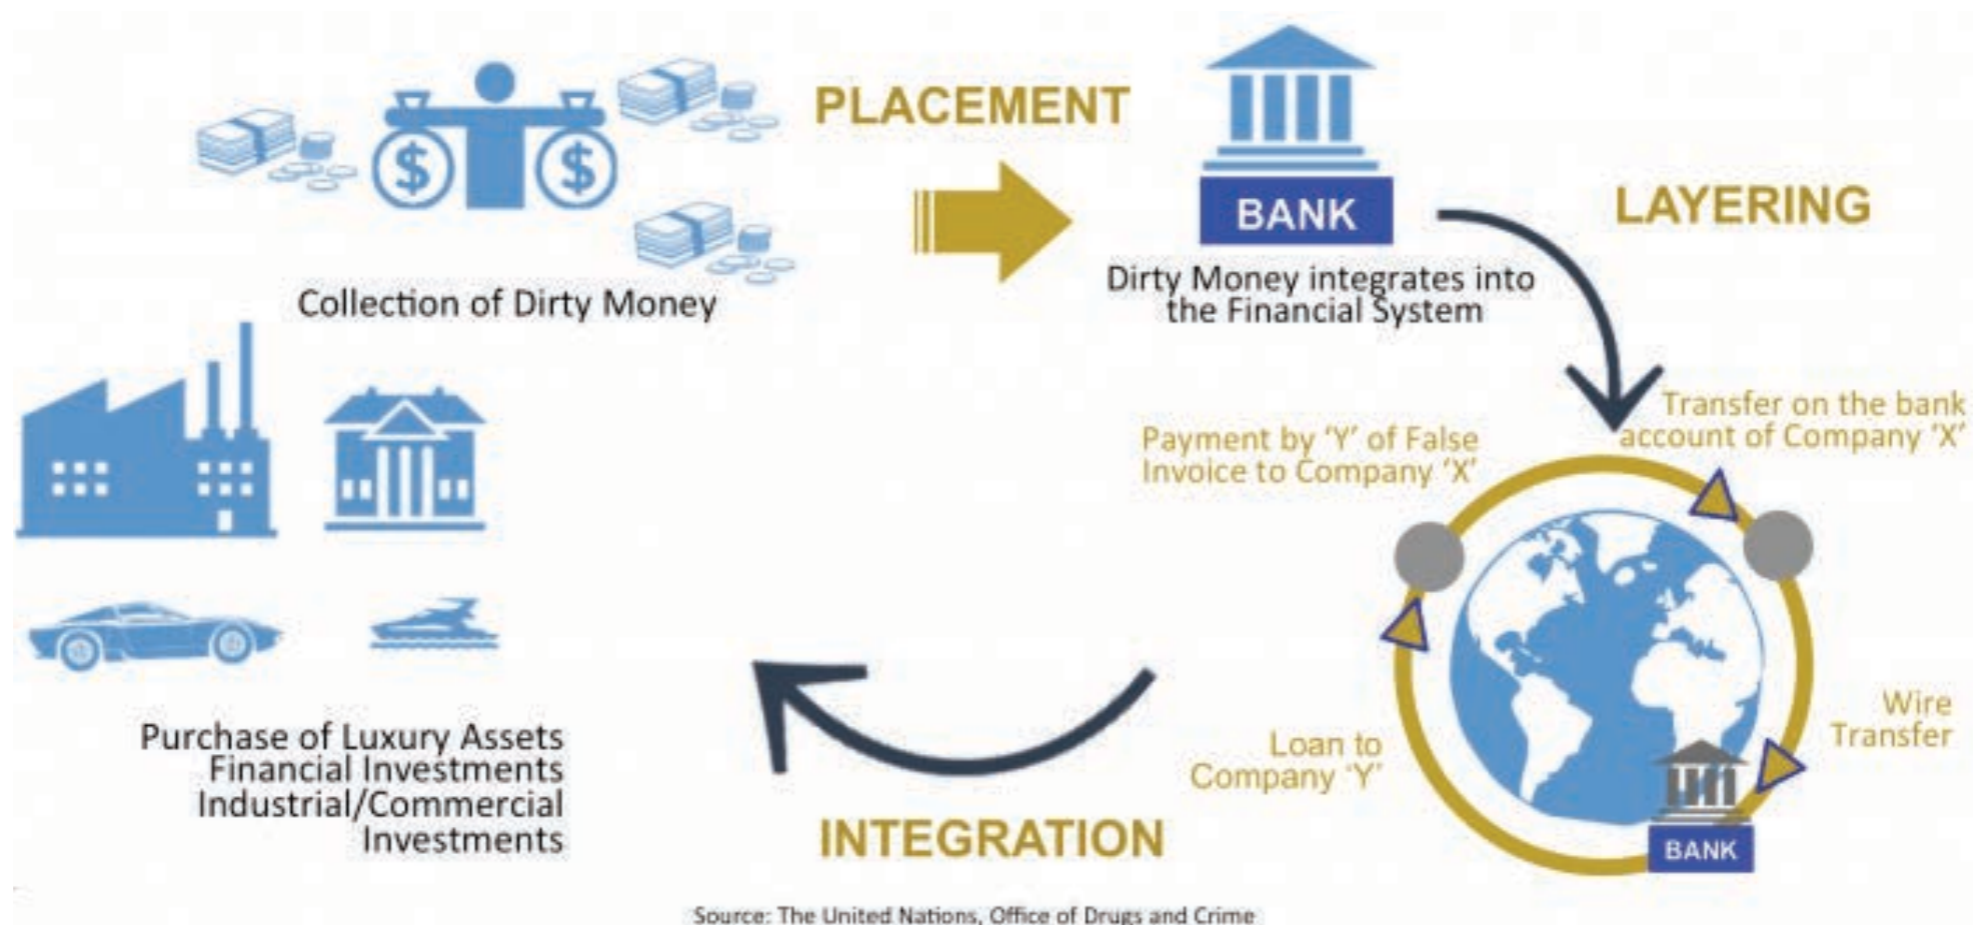 PLACEMENT
BANK
LAYERING
Collection of Dirty Money
Dirty Money integrates into
the Financial System
Transfer on the bank
account of Company ‘X’
Payment by ‘Y’ of False
Invoice to Company ‘X’
Wire
Transfer
Loan to
Company ‘Y’
BANK
Purchase of Luxury Assets
Financial Investments
Industrial/Commercial
Investments
INTEGRATION
Source: The United Nations, Office of Drugs and Crime